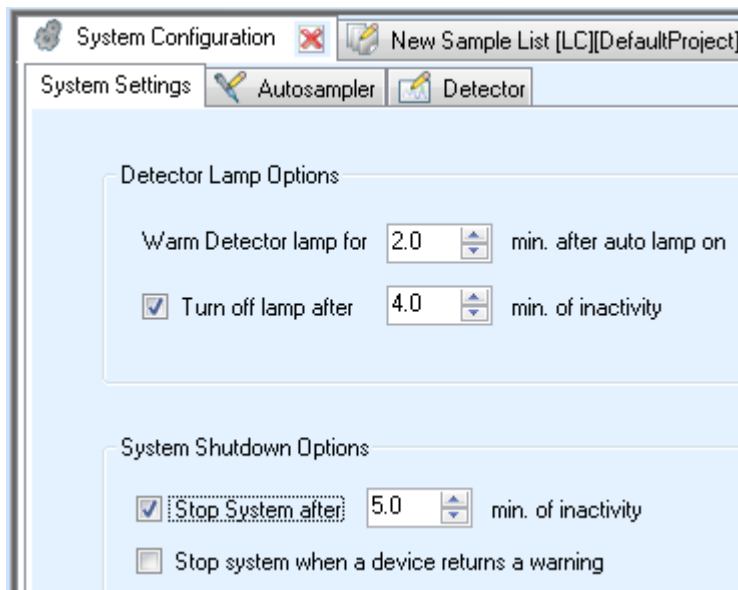 System Configuration New Sample List [LC][DefaultProject]
System Settings Autosampler Detector
Detector Lamp Options
Warm Detector lamp for 2.0 min. after auto lamp on
Turn off lamp after 4.0 min. of inactivity
System Shutdown Options
Stop System after 5.0 min. of inactivity
Stop system when a device returns a warning